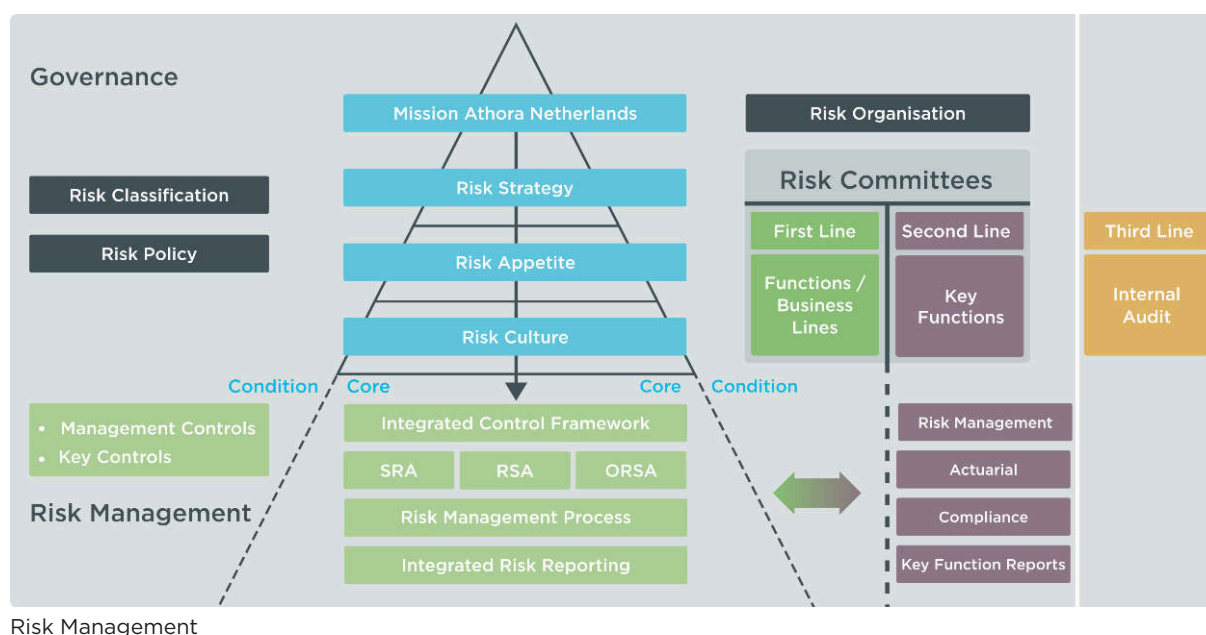 Governance
Mission Athora Netherlands
Risk Organisation
Risk Classification
Risk Strategy
Risk Committees
Risk Policy
First Line
Second Line
Third Line
Risk Appetite
Functions /
Business
Lines
Key
Functions
Internal
Audit
Risk Culture
Condition
Core
Core
Condition
• Management Controls
• Key Controls
Integrated Control Framework
Risk Management
SRA
RSA
ORSA
Actuarial
Risk Management
Risk Management Process
Compliance
Integrated Risk Reporting
Key Function Reports
Risk Management